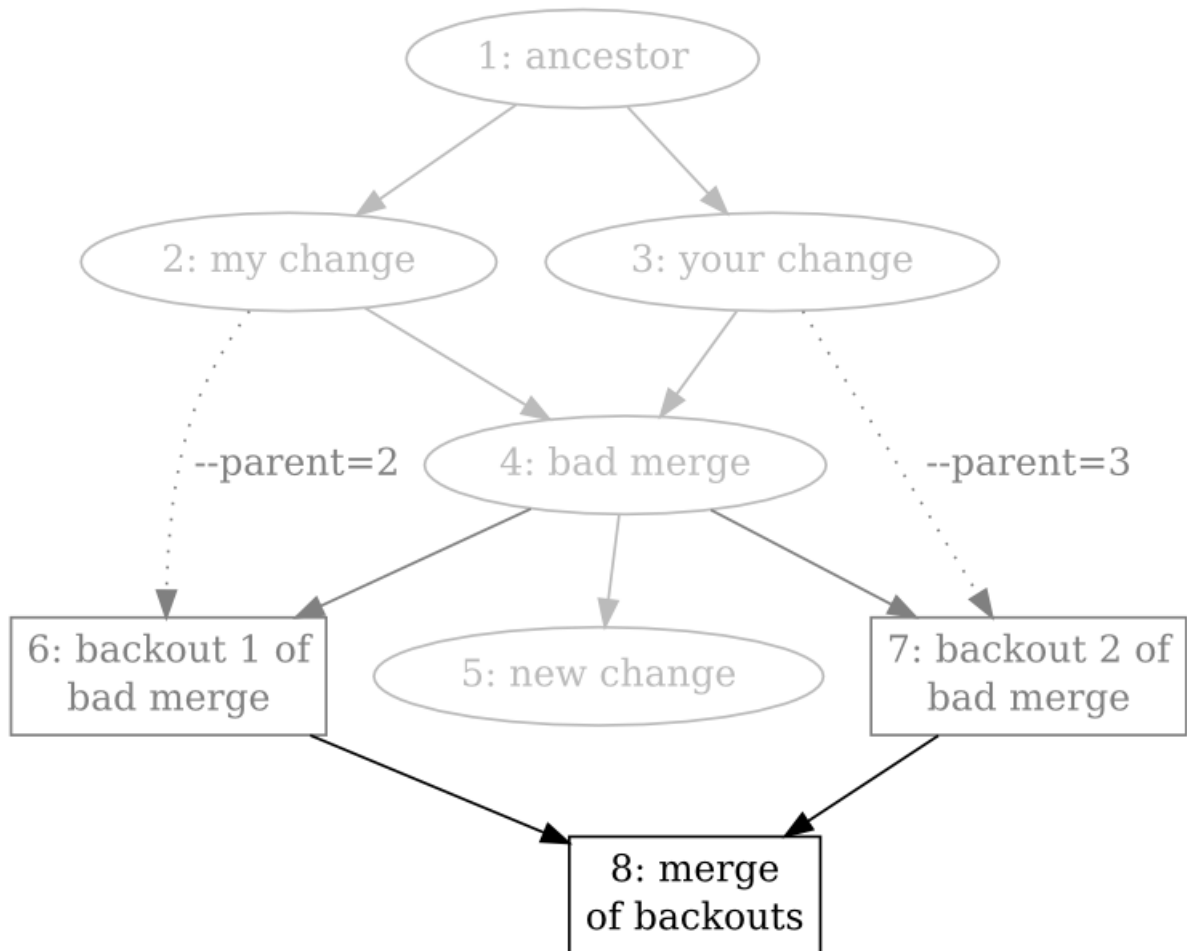 1: ancestor
2: my change
3: your change
--parent=2
4: bad merge
--parent=3
6: backout 1 of
bad merge
5: new change
7: backout 2 of
bad merge
8: merge
of backouts